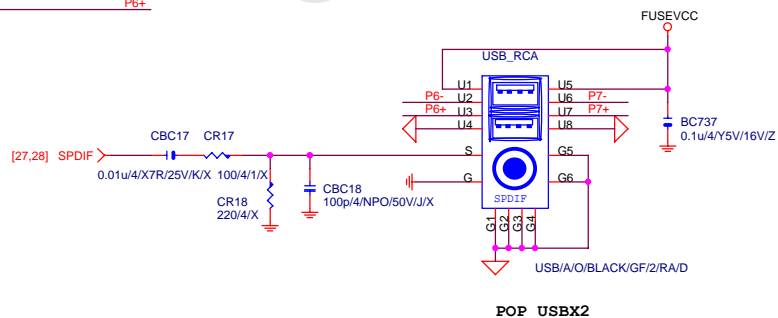 P6+
FUSEVCC
USB_RCA
U1 U5
P6- U2 U6 P7-
P6+ U3 U7 P7+
U4 U8
BC737
0.1u/4/Y5V/16V/Z
CBC17 CR17
[27,28] SPDIF
S G5
0.01u/4/X7R/25V/K/X 100/4/1/X
G G6
CR18
220/4/X
CBC18
100p/4/NPO/50V/J/X
SPDIF
G1 G2 G3 G4
USB/A/O/BLACK/GF/2/RA/D
POP USBX2